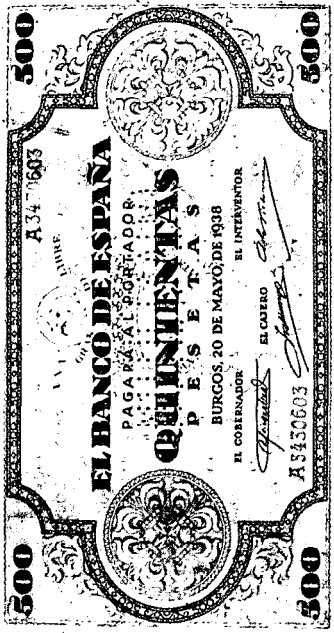 500 500
LIBRE
EL BANCO DE ESPAÑA
PAGARÁ AL PORTADOR
QUINIENTAS
PESETAS
BURGOS, 20 DE MAYO, DE 1938
EL GOBERNADOR EL CAJERO EL INTERVENTOR
A3430603
500 500